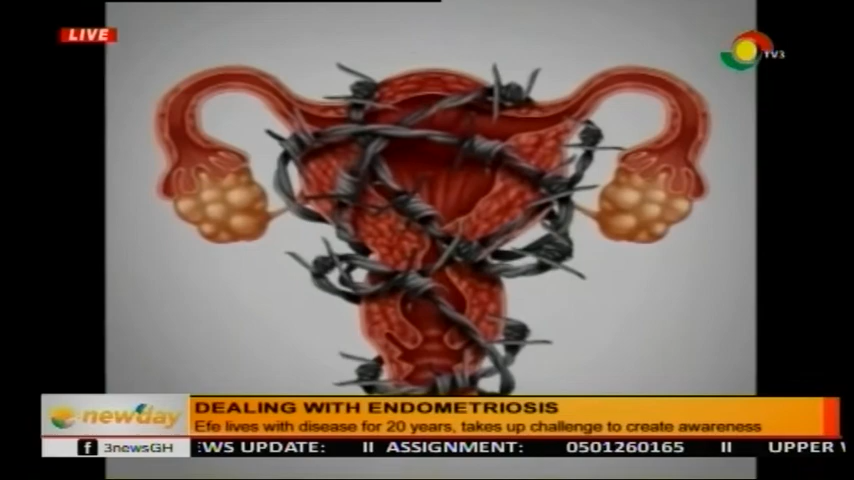 LIVE
TV3
newday
DEALING WITH ENDOMETRIOSIS
Efe lives with disease for 20 years, takes up challenge to create awareness
f 3newsGH
WS UPDATE: II ASSIGNMENT: 0501260165 II UPPER